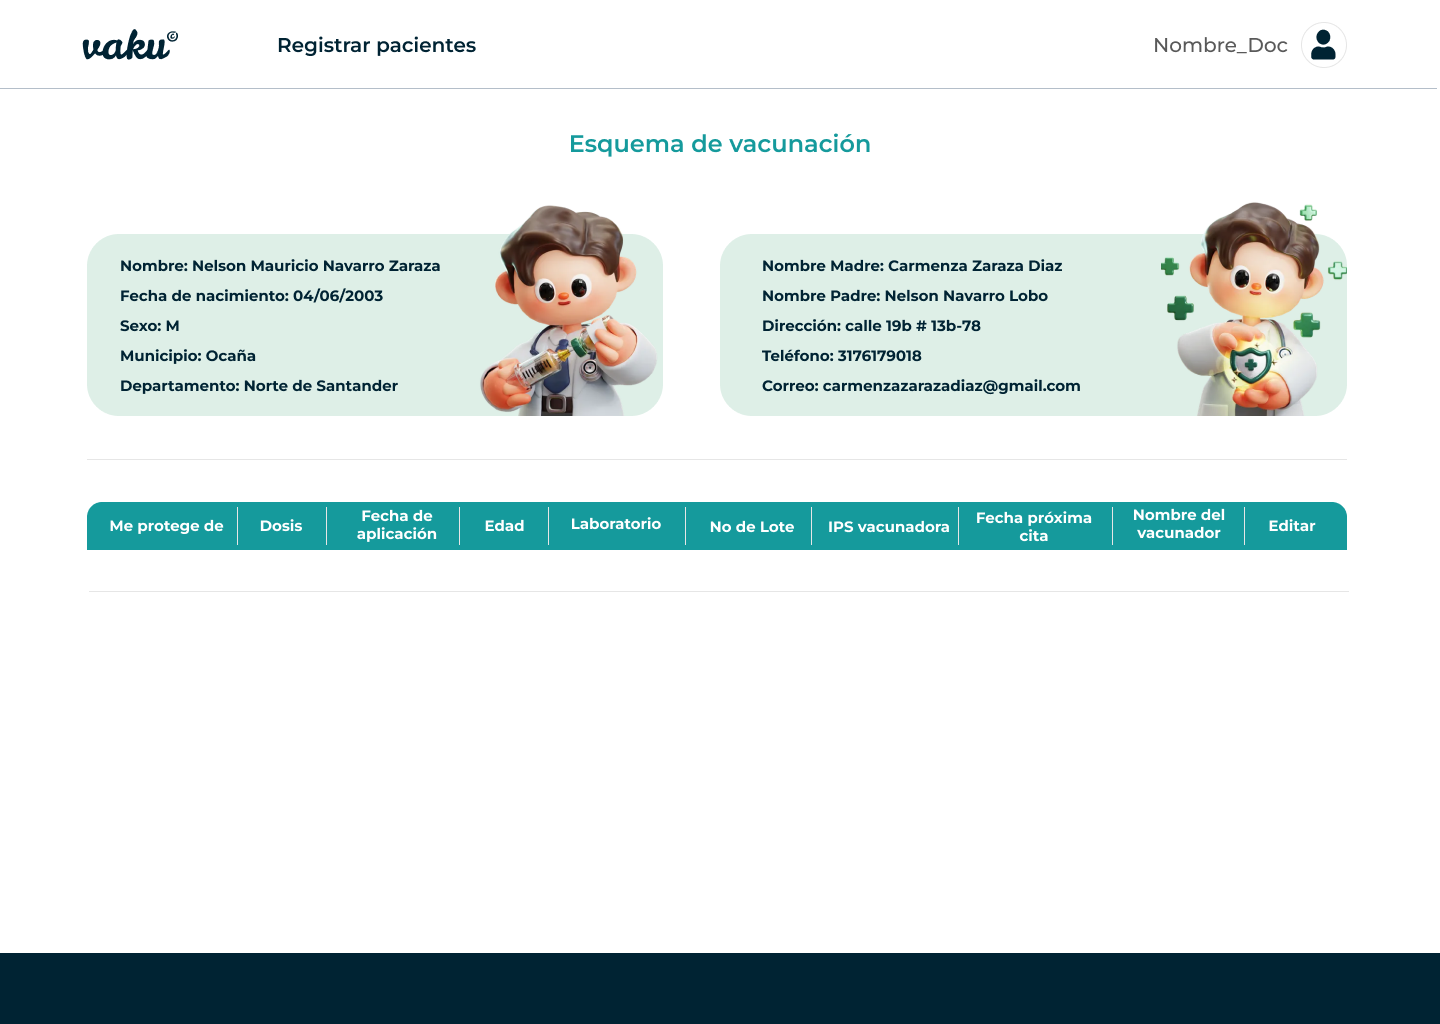 vaku©
Registrar pacientes
Nombre_Doc
Esquema de vacunación
Nombre: Nelson Mauricio Navarro Zaraza
Fecha de nacimiento: 04/06/2003
Sexo: M
Municipio: Ocaña
Departamento: Norte de Santander
Nombre Madre: Carmenza Zaraza Diaz
Nombre Padre: Nelson Navarro Lobo
Dirección: calle 19b # 13b-78
Teléfono: 3176179018
Correo: carmenzazarazadiaz@gmail.com
Me protege de
Dosis
Fecha de
aplicación
Edad
Laboratorio
No de Lote
IPS vacunadora
Fecha próxima
cita
Nombre del
vacunador
Editar